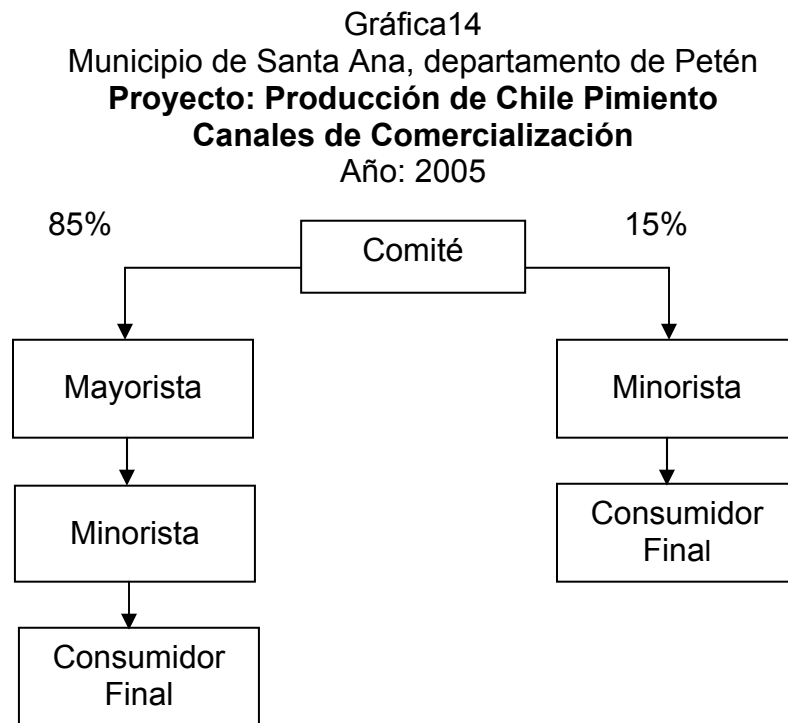 Gráfica14
Municipio de Santa Ana, departamento de Petén
Proyecto: Producción de Chile Pimiento
Canales de Comercialización
Año: 2005
85%
Comité
15%
Mayorista
Minorista
Minorista
Consumidor
Final
Consumidor
Final